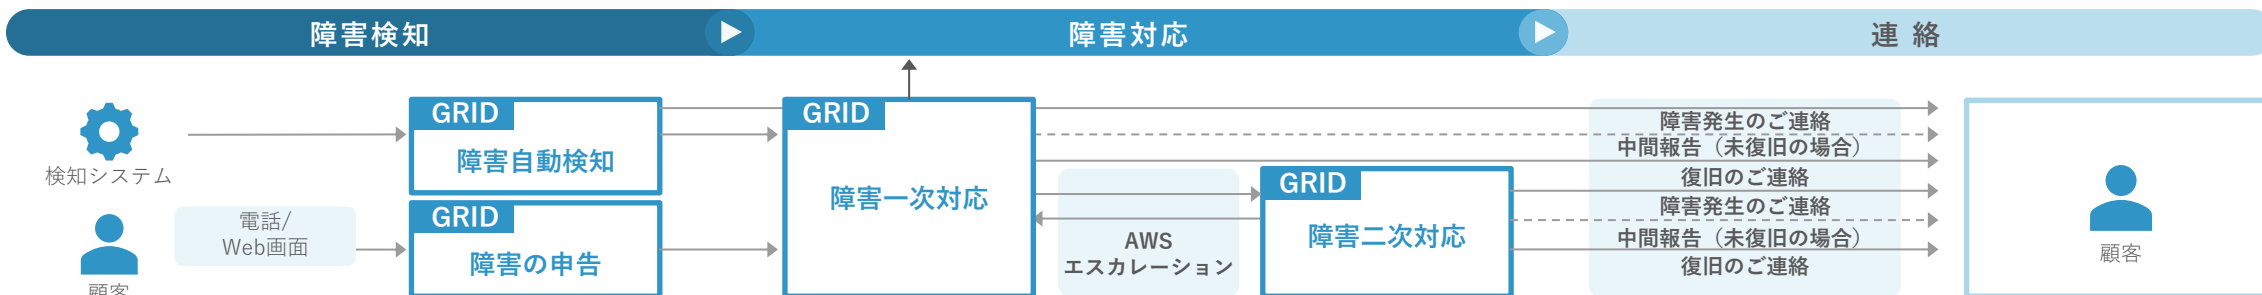 障害検知
障害対応
連絡
検知システム
GRID
障害自動検知
顧客
電話/
Web画面
GRID
障害の申告
GRID
障害一次対応
AWS
エスカレーション
GRID
障害二次対応
障害発生のご連絡
中間報告（未復旧の場合）
復旧のご連絡
障害発生のご連絡
中間報告（未復旧の場合）
復旧のご連絡
顧客